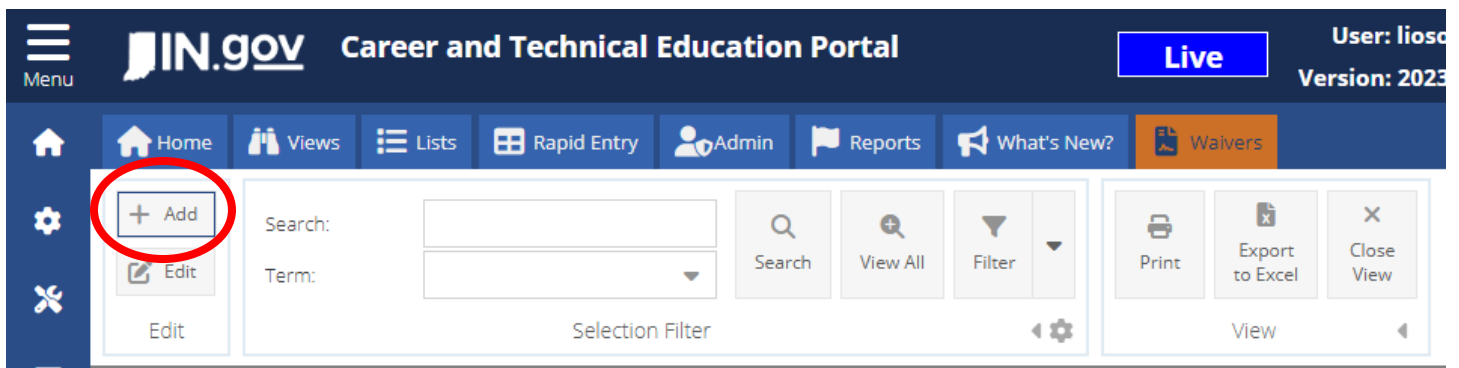 Menu
IN.gov
Career and Technical Education Portal
Live
User: liosc
Version: 2023
Home
Views
Lists
Rapid Entry
Admin
Reports
What's New?
Waivers
Add
Edit
Edit
Search:
Term:
Search
View All
Filter
Selection Filter
Print
Export
to Excel
Close
View
View